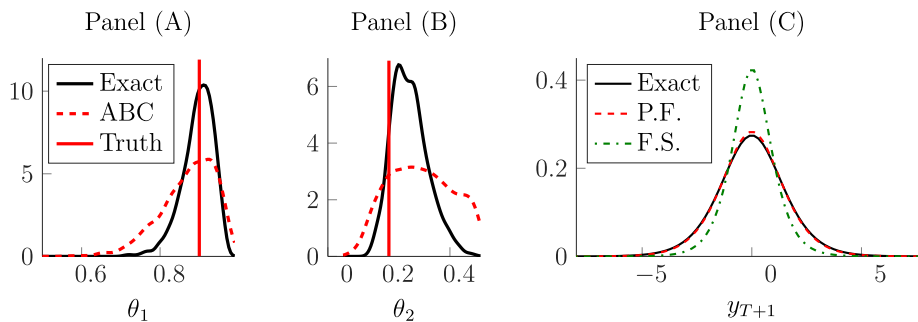 Panel (A)
Exact
ABC
Truth
10
5
0
0.6
0.8
θ1
Panel (B)
6
4
2
0
0
0.2
0.4
θ2
Panel (C)
Exact
P.F.
F.S.
0.4
0.2
0
−5
0
5
yT+1